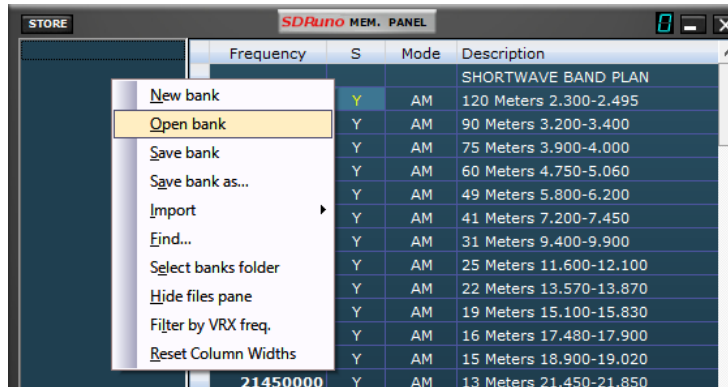 STORE SDRuno MEM. PANEL 0
Frequency S Mode Description
SHORTWAVE BAND PLAN
Y AM 120 Meters 2.300-2.495
Y AM 90 Meters 3.200-3.400
Y AM 75 Meters 3.900-4.000
Y AM 60 Meters 4.750-5.060
Y AM 49 Meters 5.800-6.200
Y AM 41 Meters 7.200-7.450
Y AM 31 Meters 9.400-9.900
Y AM 25 Meters 11.600-12.100
Y AM 22 Meters 13.570-13.870
Y AM 19 Meters 15.100-15.830
Y AM 16 Meters 17.480-17.900
Y AM 15 Meters 18.900-19.020
21450000 Y AM 13 Meters 21.450-21.850
New bank
Open bank
Save bank
Save bank as...
Import
Find...
Select banks folder
Hide files pane
Filter by VRX freq.
Reset Column Widths